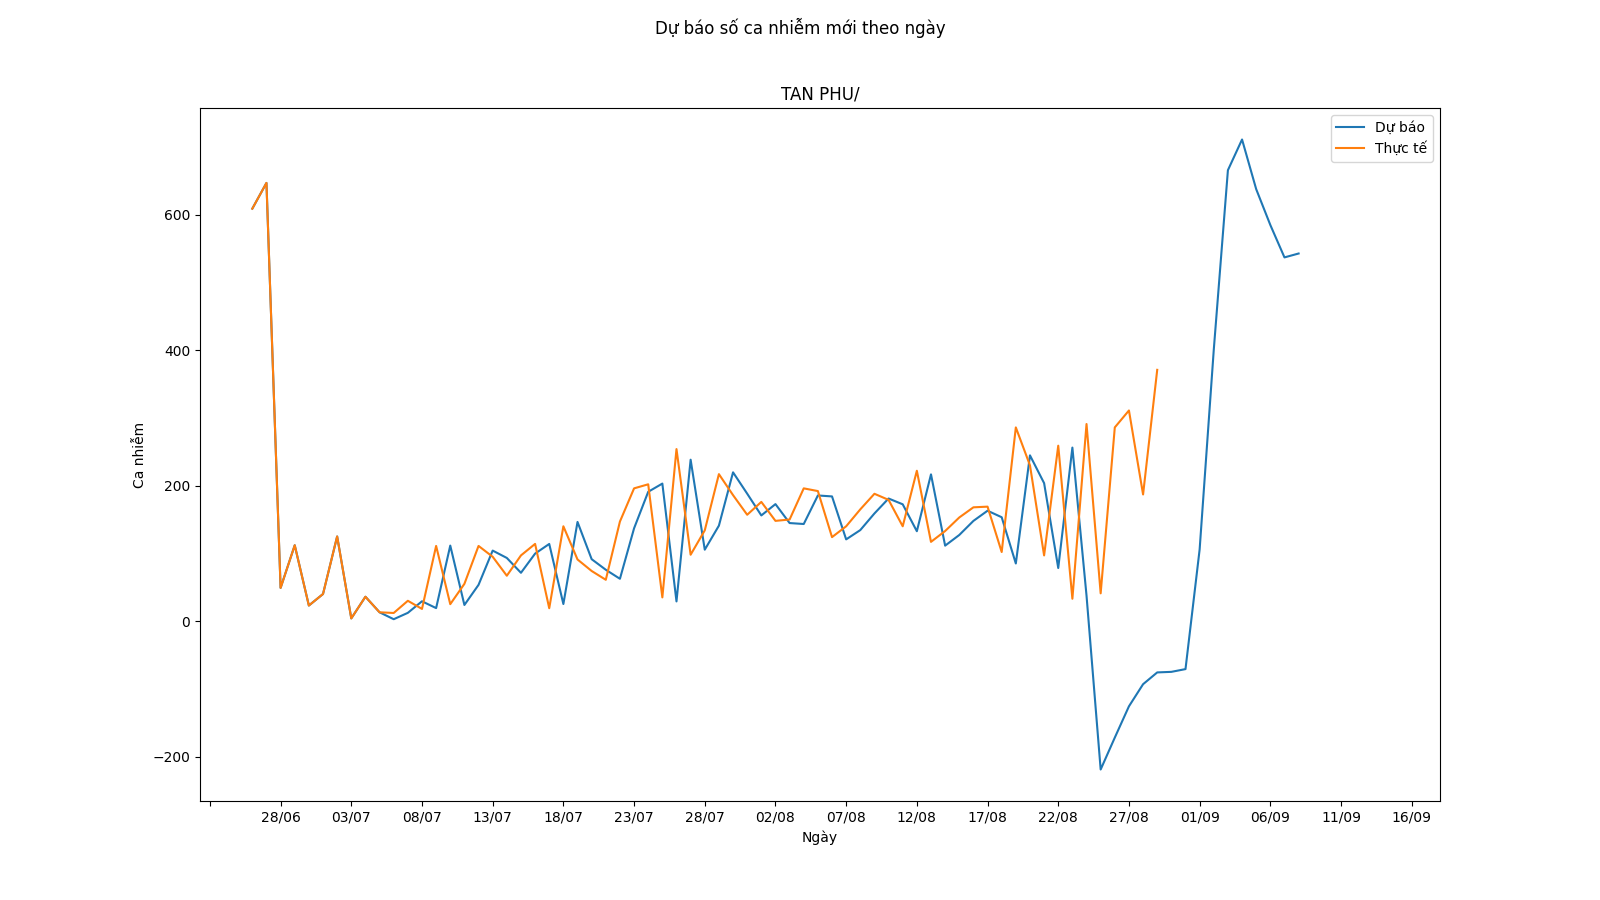 Dự báo số ca nhiễm mới theo ngày
TAN PHU/
Dự báo
Thực tế
Ca nhiễm
600
400
200
0
−200
28/06 03/07 08/07 13/07 18/07 23/07 28/07 02/08 07/08 12/08 17/08 22/08 27/08 01/09 06/09 11/09 16/09
Ngày